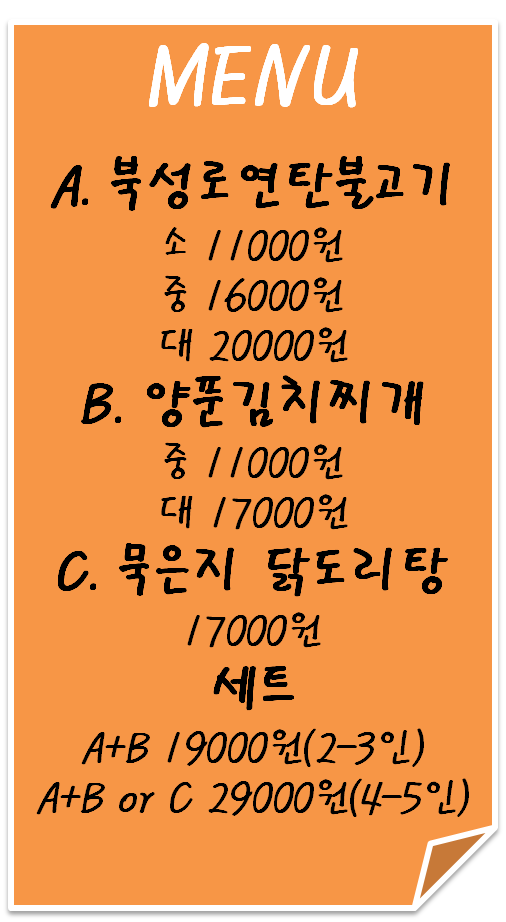 MENU
A. 북성로연탄불고기
소 11000원
중 16000원
대 20000원
B. 양푼김치찌개
중 11000원
대 17000원
C. 묵은지 닭도리탕
17000원
세트
A+B 19000원(2-3인)
A+B or C 29000원(4-5인)